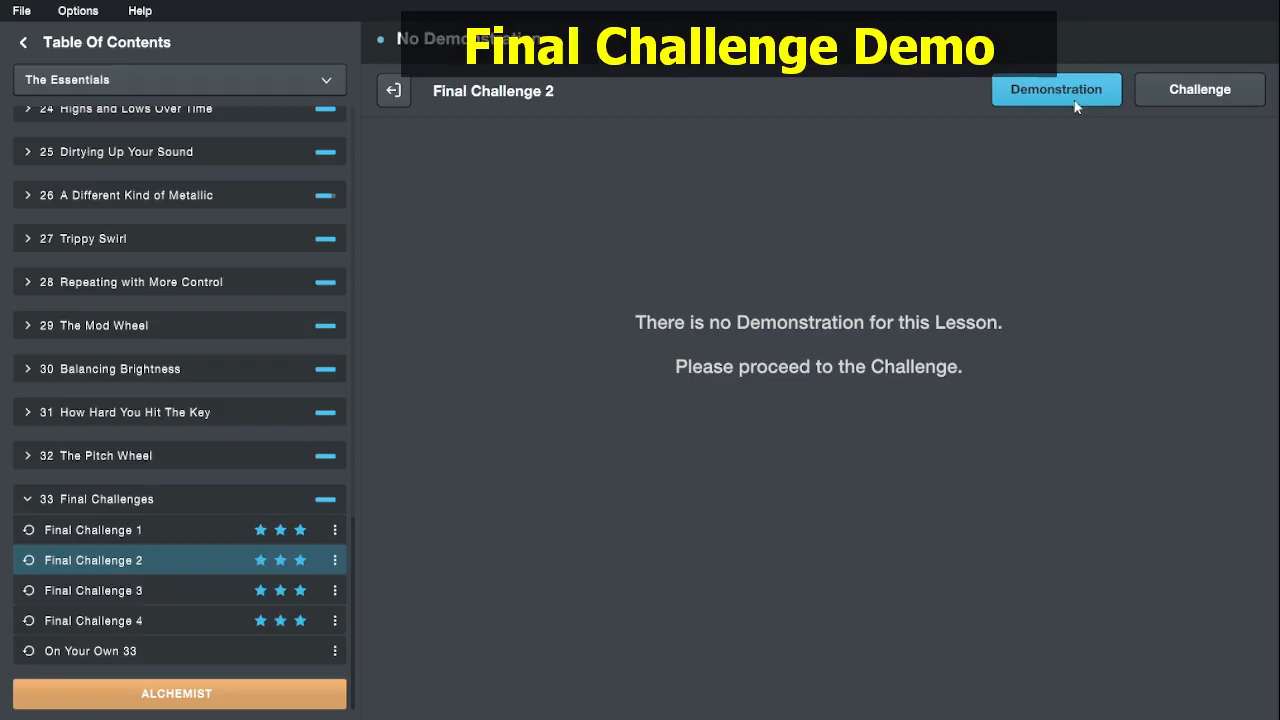 File Options Help
Final Challenge Demo
Table Of Contents
No Demonstration
The Essentials
Final Challenge 2
Demonstration
Challenge
24 Highs and Lows Over Time
25 Dirtying Up Your Sound
26 A Different Kind of Metallic
27 Trippy Swirl
28 Repeating with More Control
29 The Mod Wheel
30 Balancing Brightness
31 How Hard You Hit The Key
32 The Pitch Wheel
33 Final Challenges
Final Challenge 1
Final Challenge 2
Final Challenge 3
Final Challenge 4
On Your Own 33
ALCHEMIST
There is no Demonstration for this Lesson.
Please proceed to the Challenge.